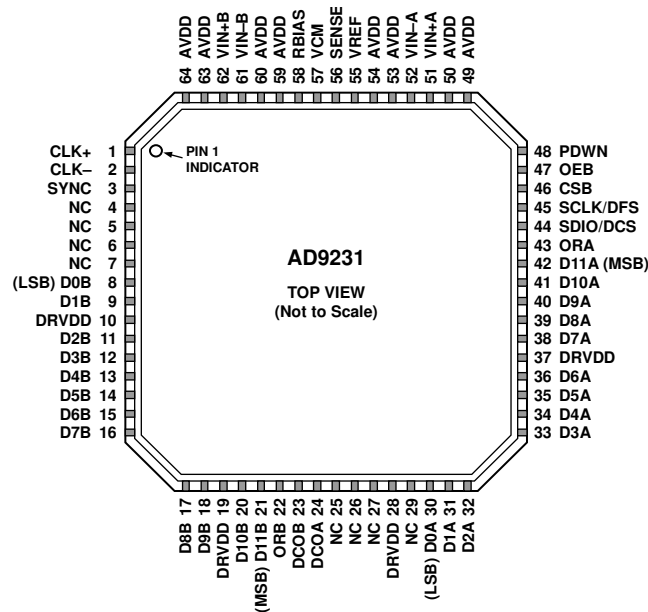 64 AVDD
63 AVDD
62 VIN+B
61 VIN–B
60 AVDD
59 AVDD
58 RBIAS
57 VCM
56 SENSE
55 VREF
54 AVDD
53 AVDD
52 VIN–A
51 VIN+A
50 AVDD
49 AVDD
CLK+ 1
CLK– 2
SYNC 3
NC 4
NC 5
NC 6
NC 7
(LSB) D0B 8
D1B 9
DRVDD 10
D2B 11
D3B 12
D4B 13
D5B 14
D6B 15
D7B 16
PIN 1
INDICATOR
AD9231
TOP VIEW
(Not to Scale)
48 PDWN
47 OEB
46 CSB
45 SCLK/DFS
44 SDIO/DCS
43 ORA
42 D11A (MSB)
41 D10A
40 D9A
39 D8A
38 D7A
37 DRVDD
36 D6A
35 D5A
34 D4A
33 D3A
D8B 17
D9B 18
DRVDD 19
D10B 20
(MSB) D11B 21
ORB 22
DCOB 23
DCOA 24
NC 25
NC 26
NC 27
DRVDD 28
NC 29
(LSB) D0A 30
D1A 31
D2A 32